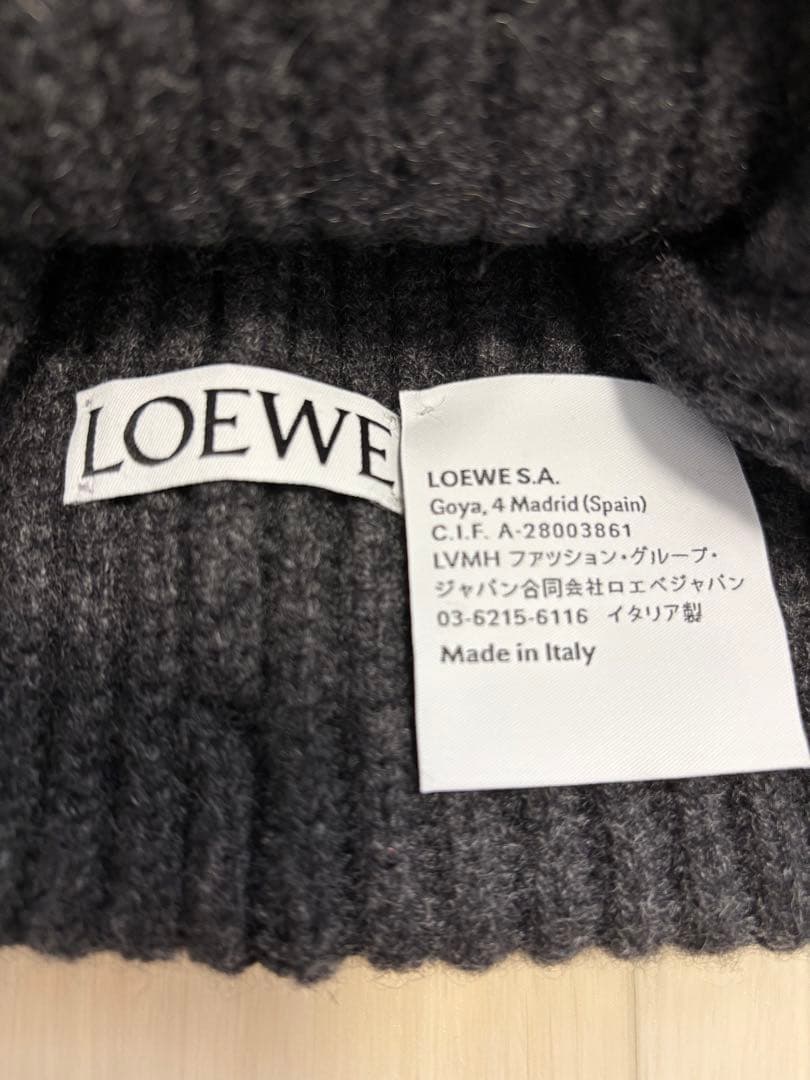 LOEWE
LOEWE S.A.
Goya, 4 Madrid (Spain)
C.I.F. A-28003861
LVMH ファッション・グループ・
ジャパン合同会社ロエベジャパン
03-6215-6116 イタリア製
Made in Italy